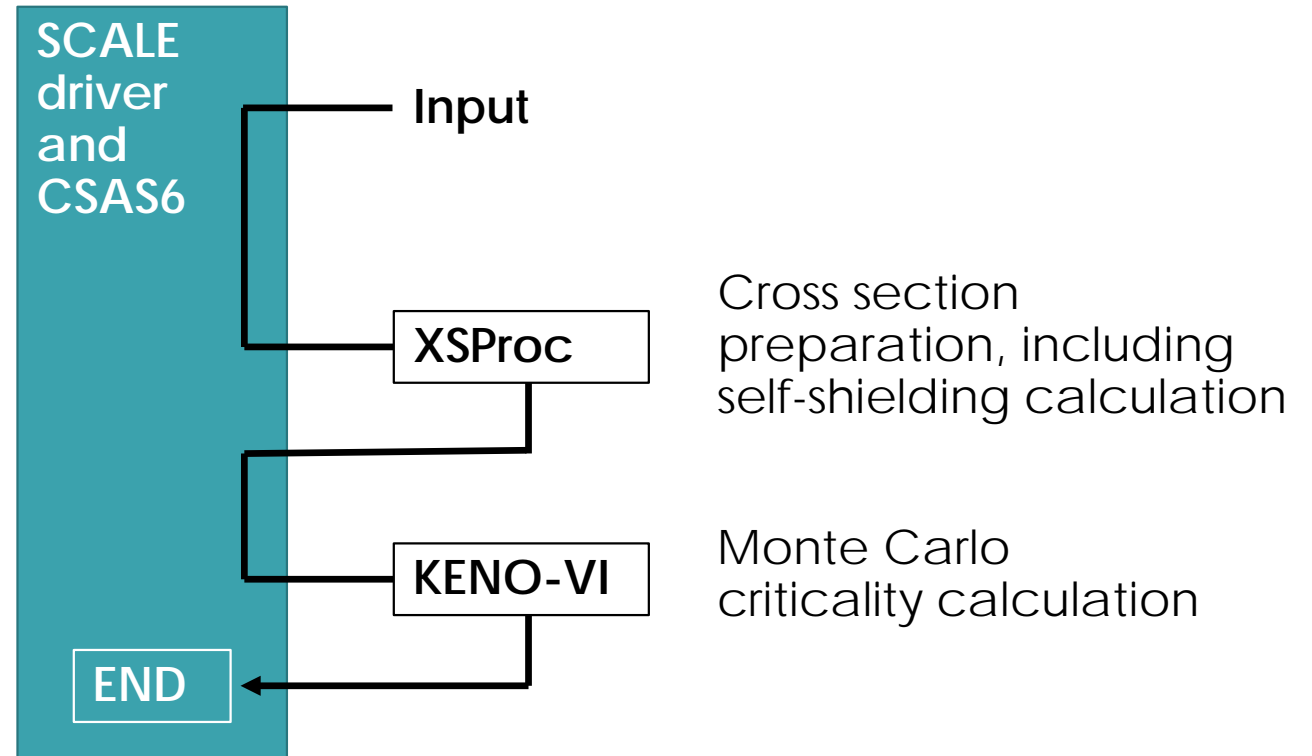 SCALE
driver
and
CSAS6
Input
XSProc
Cross section
preparation, including
self-shielding calculation
KENO-VI
Monte Carlo
criticality calculation
END